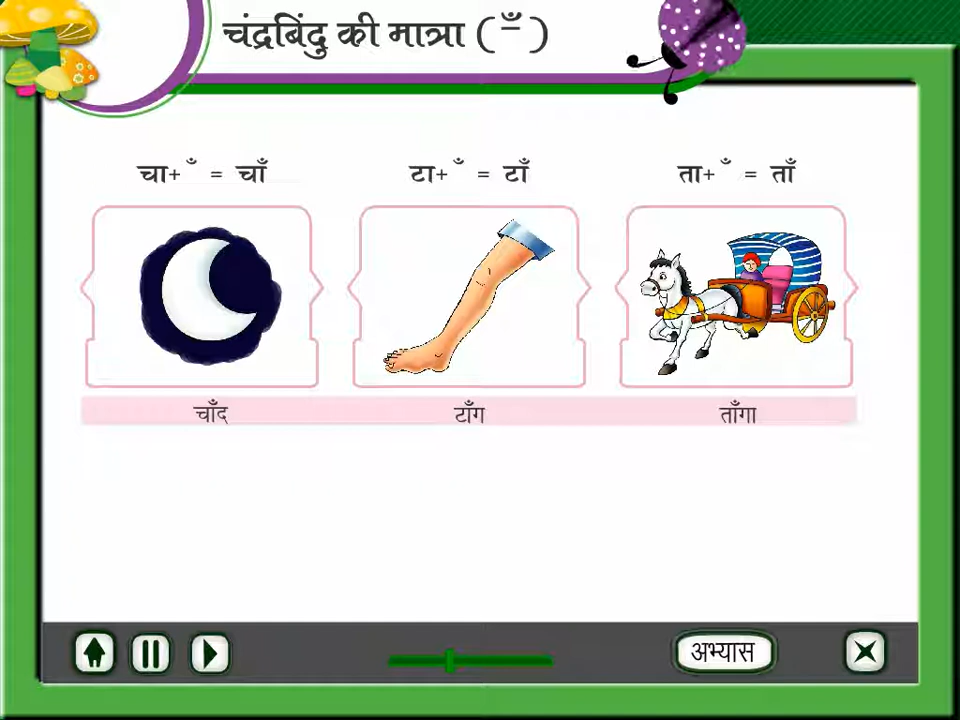 चंद्रबिंदु की मात्रा ( ँ )
चा+ ँ = चाँ
टा+ ँ = टाँ
ता+ ँ = ताँ
चाँद
टाँग
ताँगा
अभ्यास